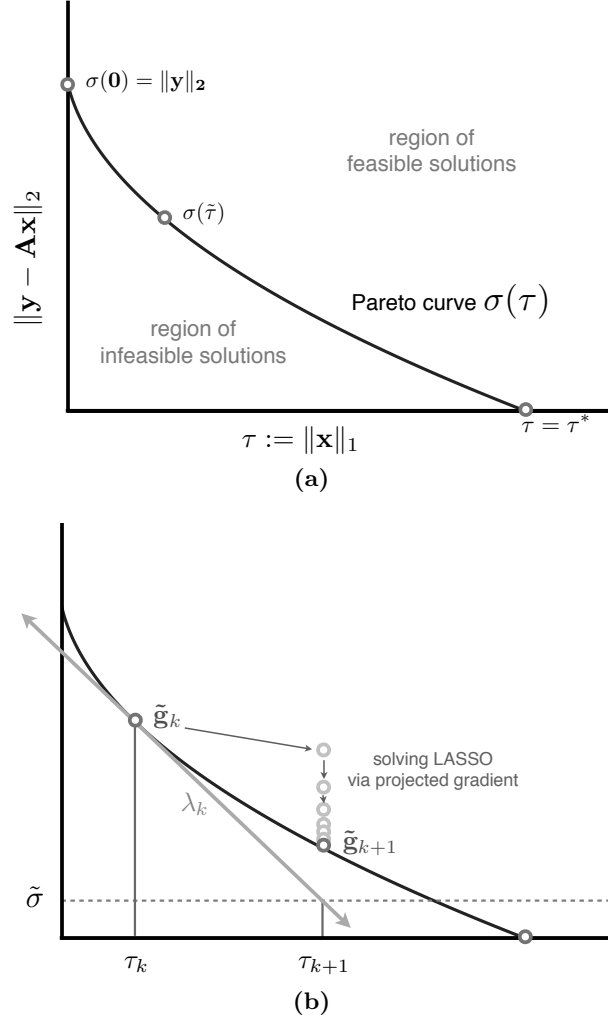 σ(0) = ‖y‖₂
region of
feasible solutions
‖y − Ax‖₂
σ(τ̃)
Pareto curve σ(τ)
region of
infeasible solutions
τ := ‖x‖₁
τ = τ*
(a)
g̃ₖ
solving LASSO
via projected gradient
λₖ
g̃ₖ₊₁
σ̃
τₖ
τₖ₊₁
(b)